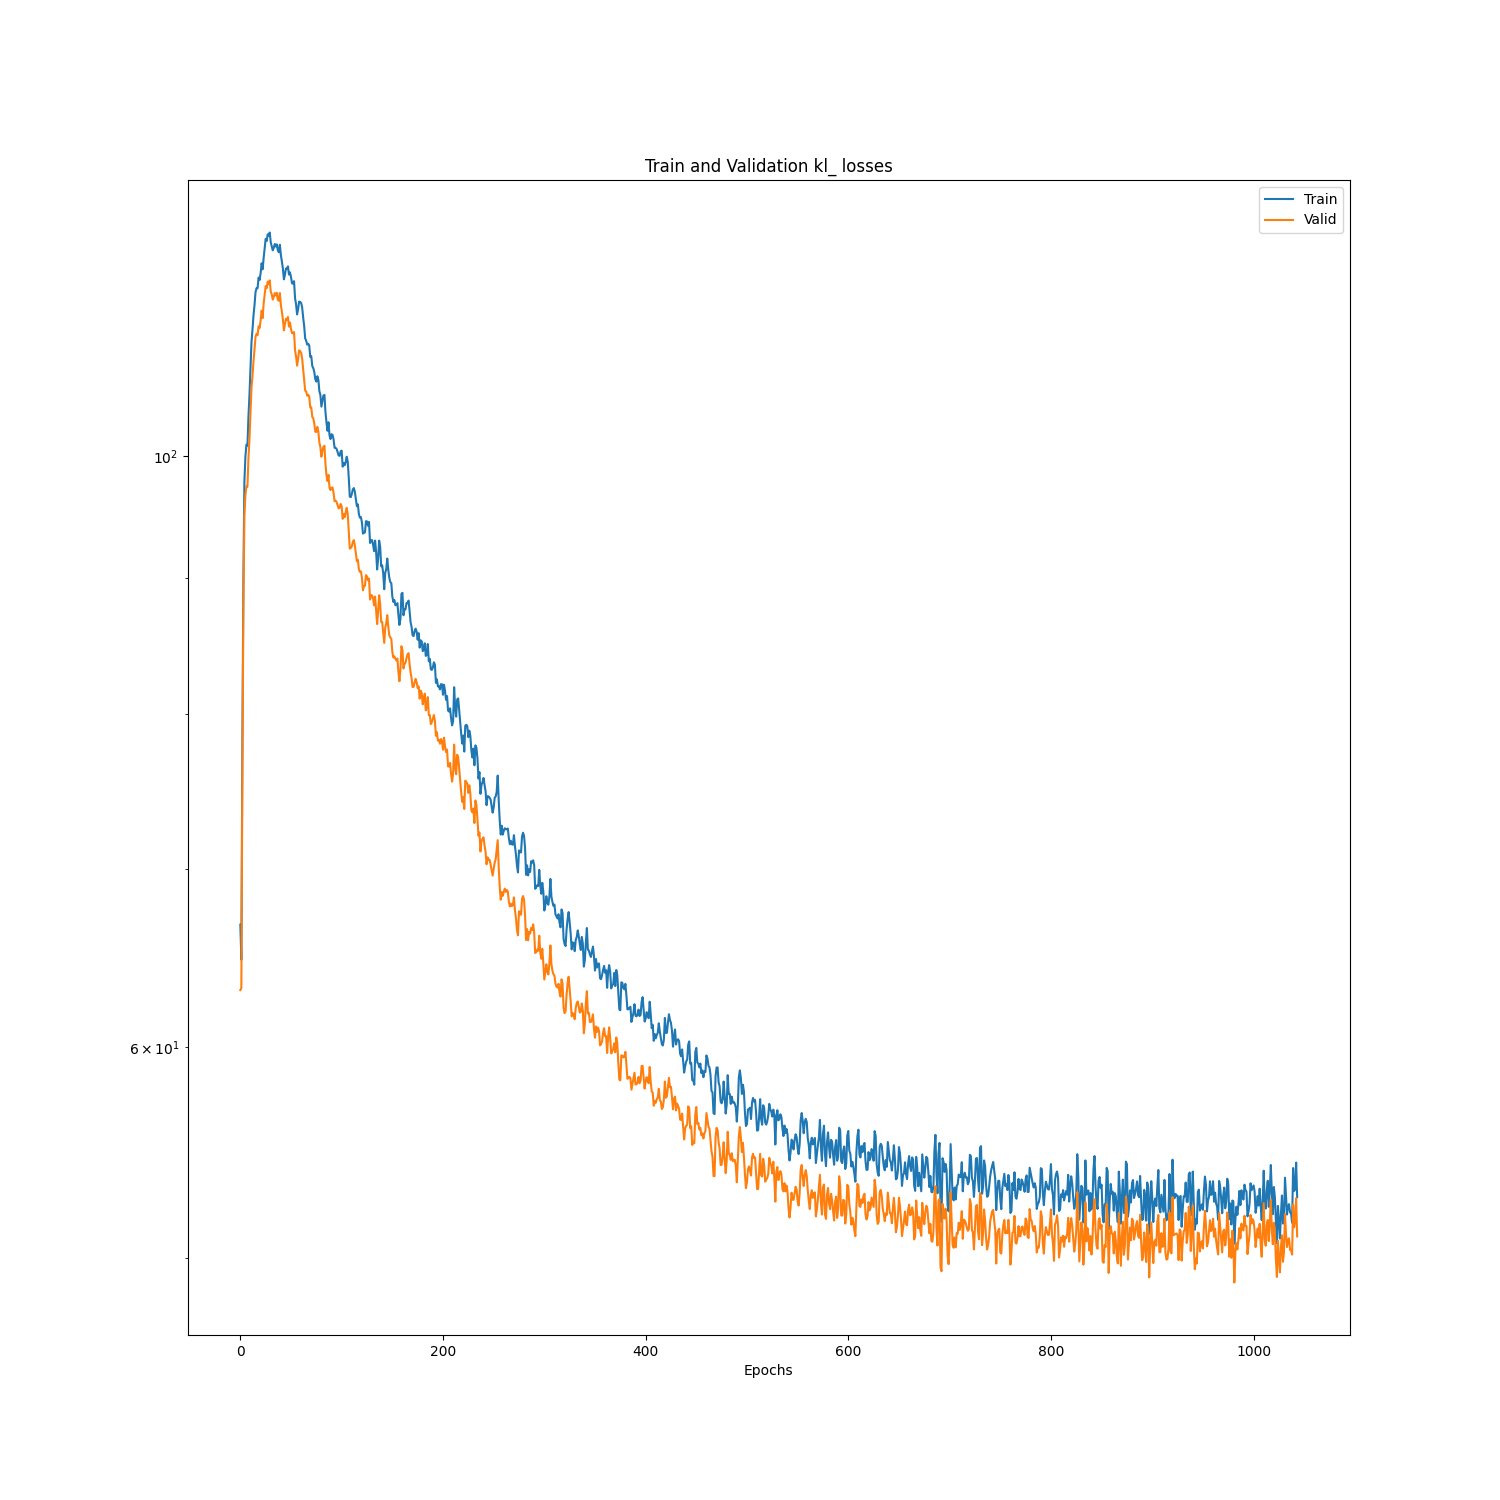 Train and Validation kl_ losses
Train
Valid
10²
6 × 10¹
0 200 400 600 800 1000
Epochs